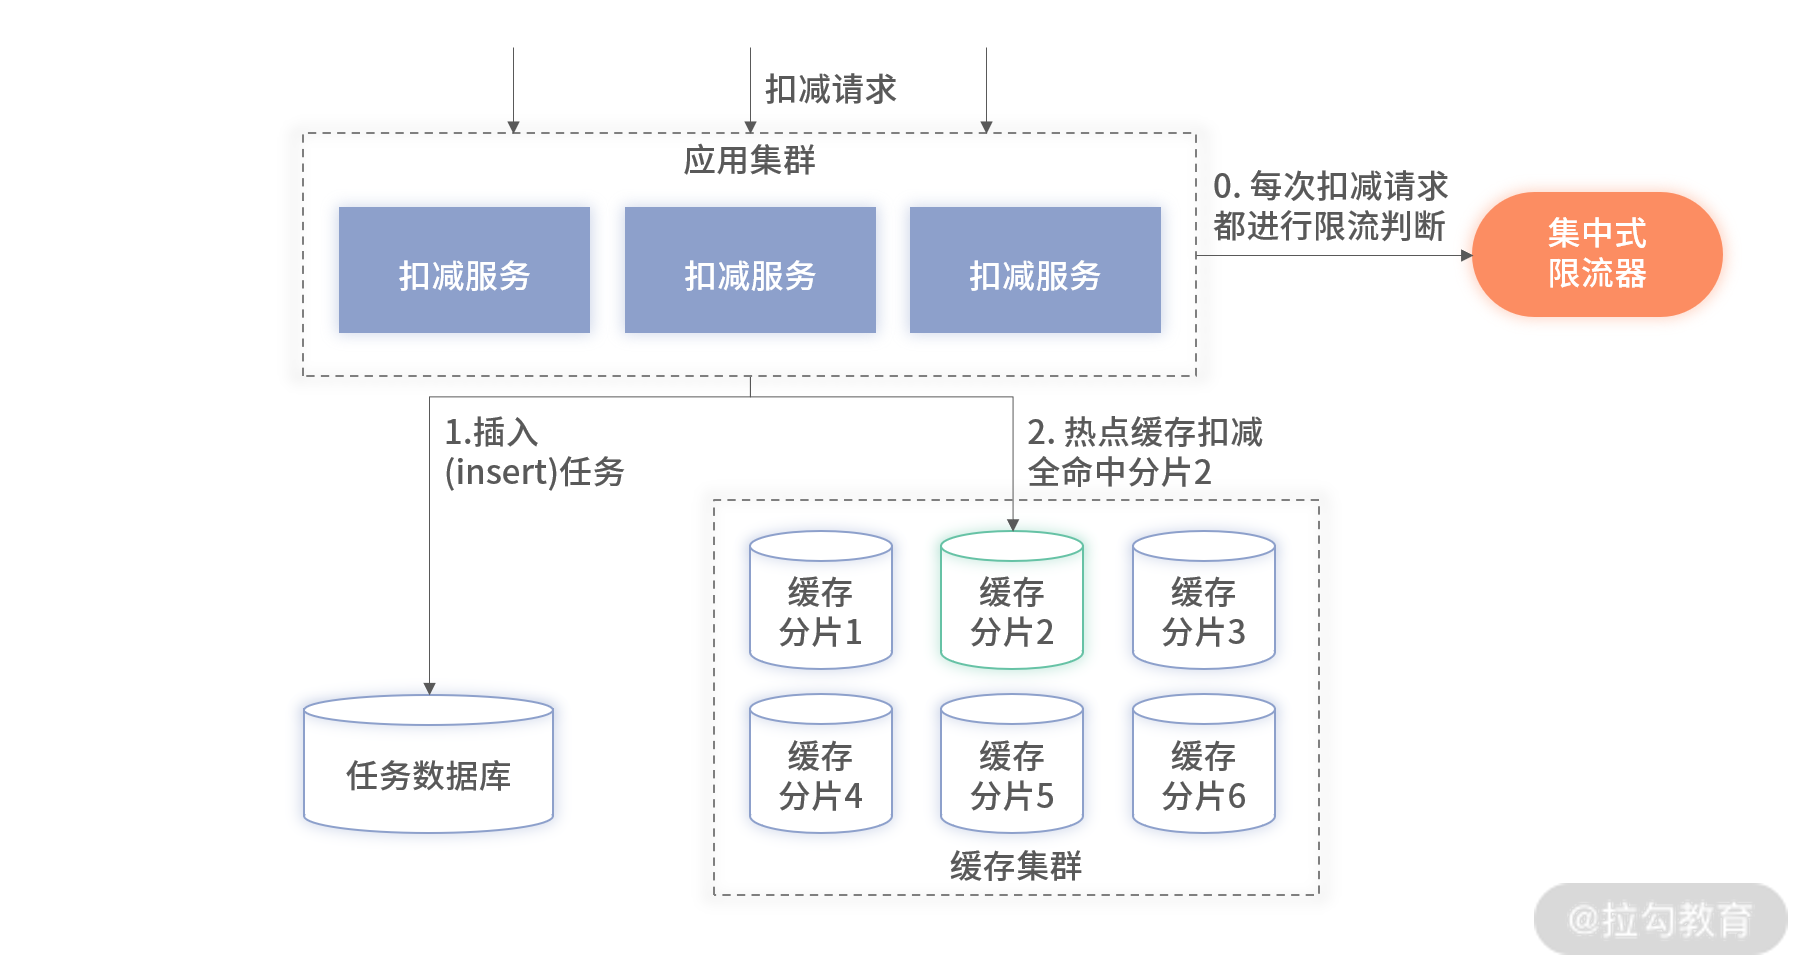 扣减请求
应用集群
扣减服务
扣减服务
扣减服务
0. 每次扣减请求
都进行限流判断
集中式
限流器
1.插入
(insert)任务
2. 热点缓存扣减
全命中分片2
缓存
分片1
缓存
分片2
缓存
分片3
缓存
分片4
缓存
分片5
缓存
分片6
缓存集群
任务数据库
@拉勾教育